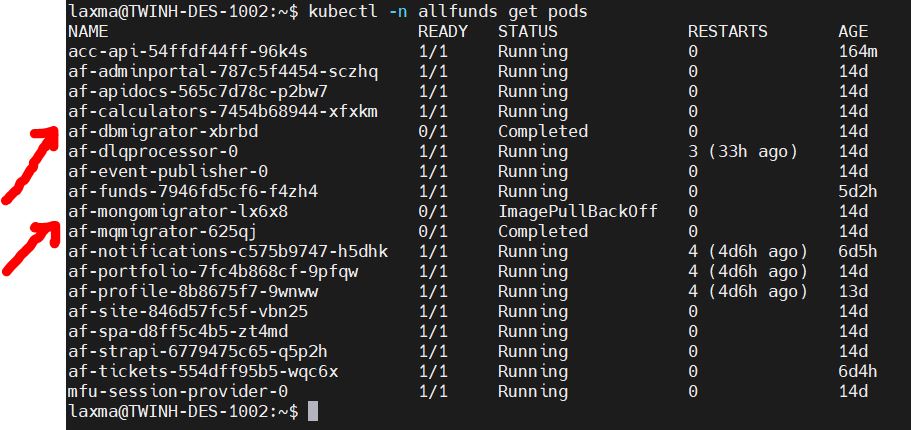 laxma@TWINH-DES-1002:~$ kubectl -n allfunds get pods
NAME READY STATUS RESTARTS AGE
acc-api-54ffdf44ff-96k4s 1/1 Running 0 164m
af-adminportal-787c5f4454-sczhq 1/1 Running 0 14d
af-apidocs-565c7d78c-p2bw7 1/1 Running 0 14d
af-calculators-7454b68944-xfxkm 1/1 Running 0 14d
af-dbmigrator-xbrbd 0/1 Completed 0 14d
af-dlqprocessor-0 1/1 Running 3 (33h ago) 14d
af-event-publisher-0 1/1 Running 0 14d
af-funds-7946fd5cf6-f4zh4 1/1 Running 0 5d2h
af-mongomigrator-lx6x8 0/1 ImagePullBackOff 0 14d
af-mqmigrator-625qj 0/1 Completed 0 14d
af-notifications-c575b9747-h5dhk 1/1 Running 4 (4d6h ago) 6d5h
af-portfolio-7fc4b868cf-9pfqw 1/1 Running 4 (4d6h ago) 14d
af-profile-8b8675f7-9wnww 1/1 Running 4 (4d6h ago) 13d
af-site-846d57fc5f-vbn25 1/1 Running 0 14d
af-spa-d8ff5c4b5-zt4md 1/1 Running 0 14d
af-strapi-6779475c65-q5p2h 1/1 Running 0 14d
af-tickets-554dff95b5-wqc6x 1/1 Running 0 6d4h
mfu-session-provider-0 1/1 Running 0 14d
laxma@TWINH-DES-1002:~$